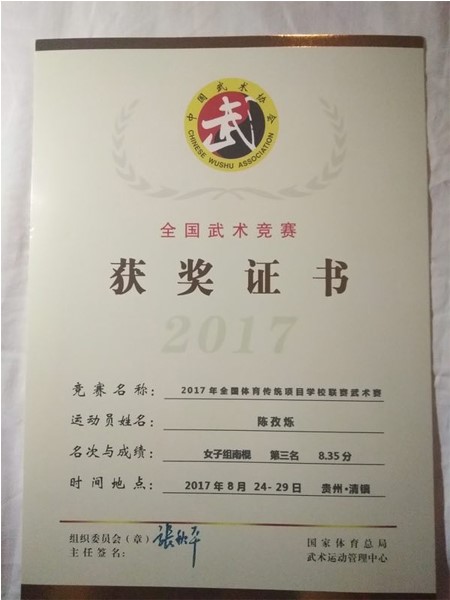 中国武术协会
武
CHINESE WUSHU ASSOCIATION
全国武术竞赛
获奖证书
2017
竞赛名称： 2017年全国体育传统项目学校联赛武术赛
运动员姓名： 陈孜烁
名次与成绩： 女子组南棍 第三名 8.35分
时间地点： 2017年8月 24-29日 贵州·清镇
组织委员会（章）
主任签名：
国家体育总局
武术运动管理中心